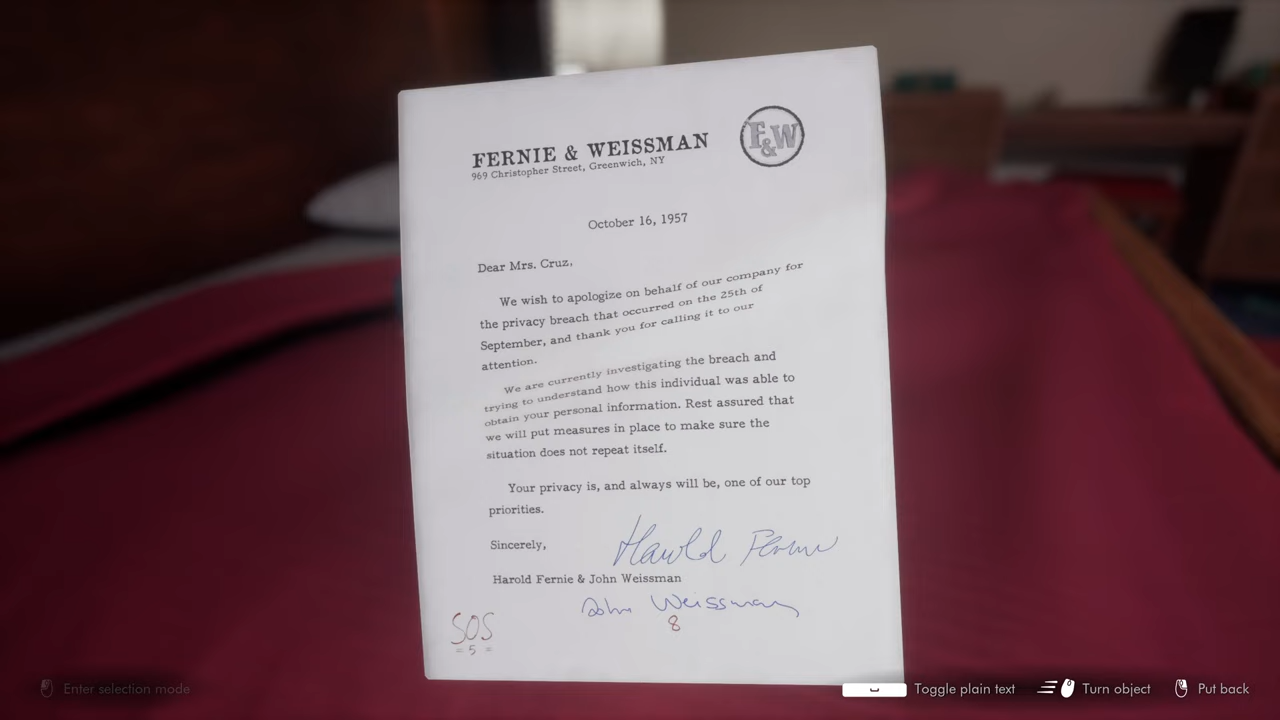 FERNIE & WEISSMAN
969 Christopher Street, Greenwich, NY
F&W
October 16, 1957
Dear Mrs. Cruz,
We wish to apologize on behalf of our company for
the privacy breach that occurred on the 25th of
September, and thank you for calling it to our
attention.
We are currently investigating the breach and
trying to understand how this individual was able to
obtain your personal information. Rest assured that
we will put measures in place to make sure the
situation does not repeat itself.
Your privacy is, and always will be, one of our top
priorities.
Sincerely,
Harold Fernie
Harold Fernie & John Weissman
John Weissman
8
SOS
= 5 =
Enter selection mode
Toggle plain text
Turn object
Put back